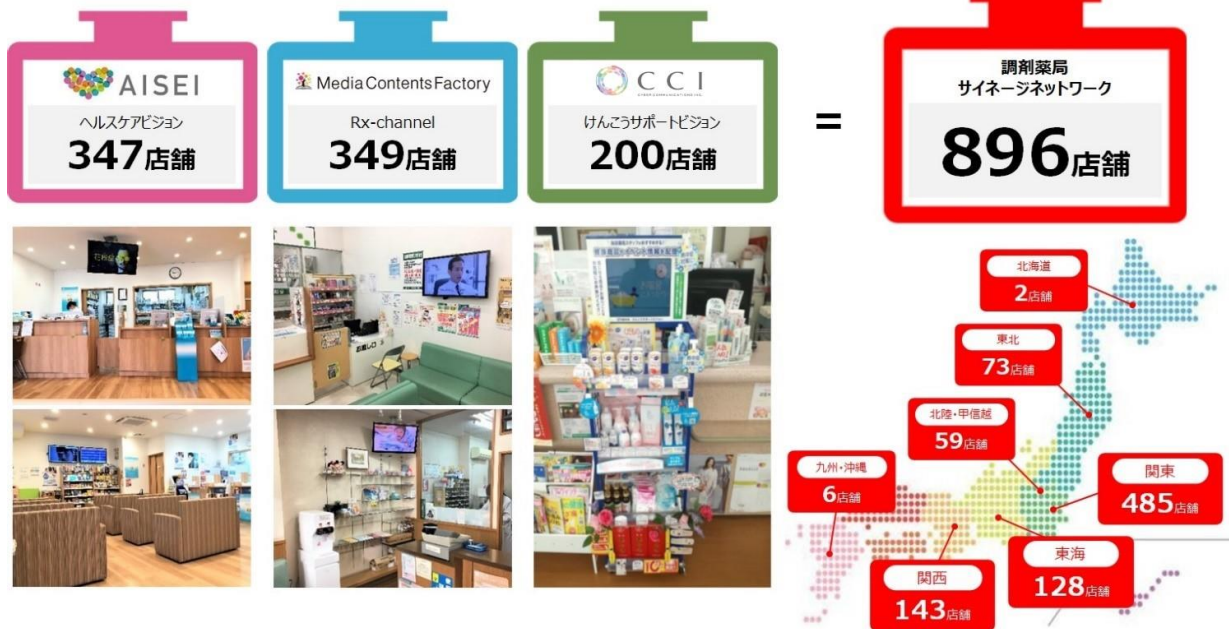 AISEI
ヘルスケアビジョン
347店舗
Media Contents Factory
Rx-channel
349店舗
CCI
CYBER COMMUNICATIONS INC.
けんこうサポートビジョン
200店舗
=
調剤薬局
サイネージネットワーク
896店舗
北海道
2店舗
東北
73店舗
北陸・甲信越
59店舗
九州・沖縄
6店舗
関東
485店舗
東海
128店舗
関西
143店舗